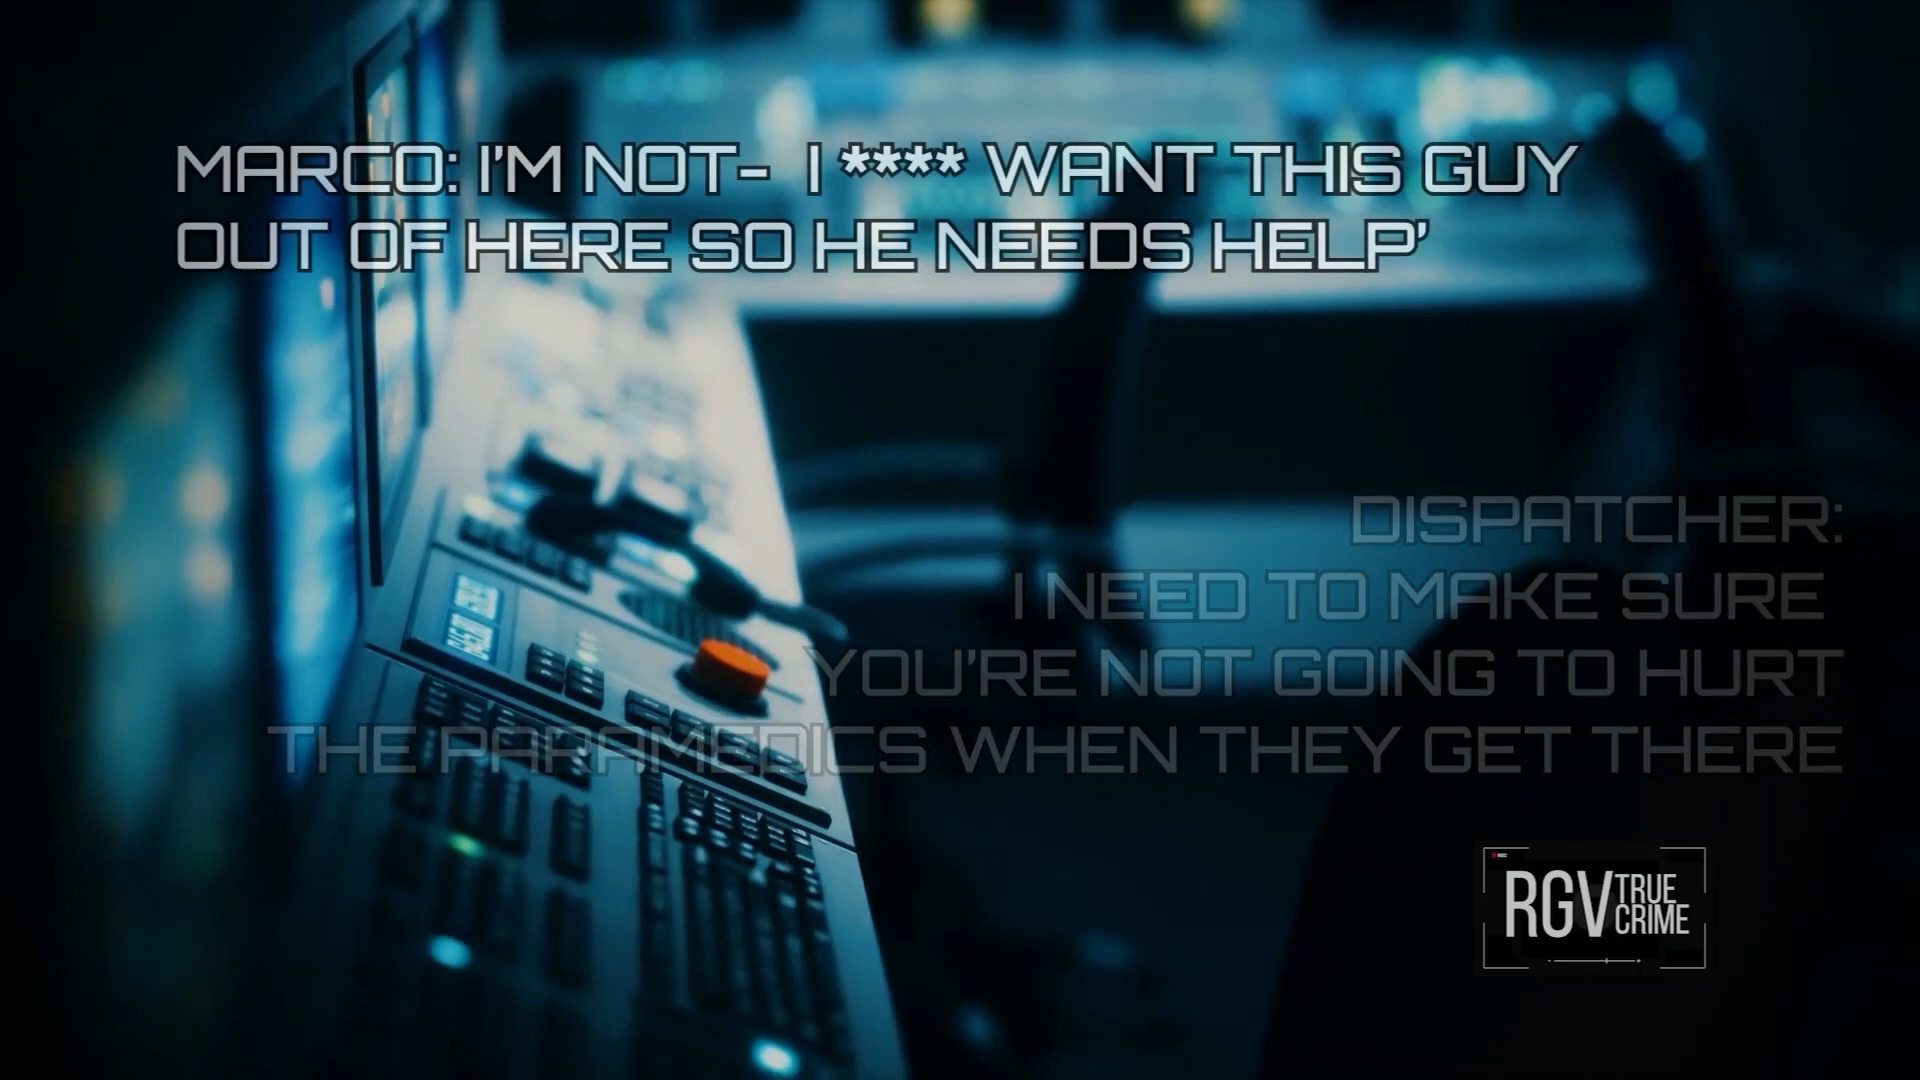 MARCO: I'M NOT- I **** WANT THIS GUY
OUT OF HERE SO HE NEEDS HELP'
DISPATCHER:
I NEED TO MAKE SURE
YOU'RE NOT GOING TO HURT
THE PARAMEDICS WHEN THEY GET THERE
REC
RGV TRUE
CRIME